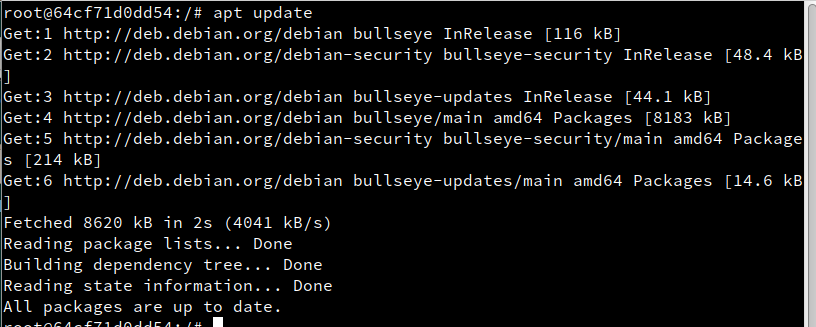 root@64cf71d0dd54:/# apt update
Get:1 http://deb.debian.org/debian bullseye InRelease [116 kB]
Get:2 http://deb.debian.org/debian-security bullseye-security InRelease [48.4 kB
]
Get:3 http://deb.debian.org/debian bullseye-updates InRelease [44.1 kB]
Get:4 http://deb.debian.org/debian bullseye/main amd64 Packages [8183 kB]
Get:5 http://deb.debian.org/debian-security bullseye-security/main amd64 Package
s [214 kB]
Get:6 http://deb.debian.org/debian bullseye-updates/main amd64 Packages [14.6 kB
]
Fetched 8620 kB in 2s (4041 kB/s)
Reading package lists... Done
Building dependency tree... Done
Reading state information... Done
All packages are up to date.
root@64cf71d0dd54:/#